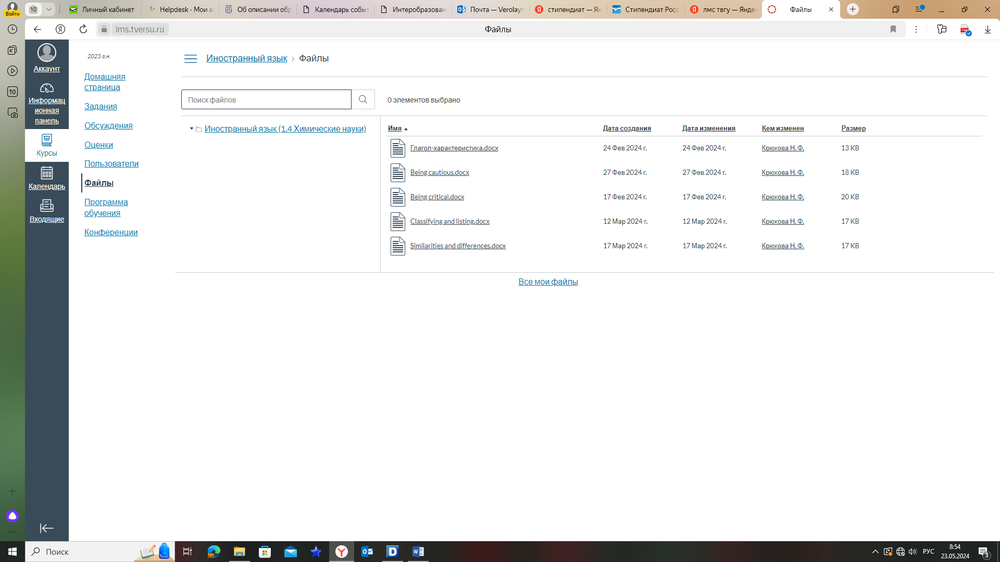 Войти
10
Личный кабинет
Helpdesk - Мои а
Об описании обр
Календарь событ
Интеробразован
Почта — Verolayn
стипендиат — Ян
Стипендиат Росс
лмс твгу — Яндек
Файлы
lms.tversu.ru
Файлы
10
Аккаунт
Информац
ионная
панель
Курсы
Календарь
Входящие
2023 г.н.
Домашняя
страница
Задания
Обсуждения
Оценки
Пользователи
Файлы
Программа
обучения
Конференции
Иностранный язык › Файлы
Поиск файлов
0 элементов выбрано
Иностранный язык (1.4 Химические науки)
Имя Дата создания Дата изменения Кем изменен Размер
Глагол-характеристика.docx 24 Фев 2024 г. 24 Фев 2024 г. Крюкова Н. Ф. 13 KB
Being cautious.docx 27 Фев 2024 г. 27 Фев 2024 г. Крюкова Н. Ф. 18 KB
Being critical.docx 17 Фев 2024 г. 17 Фев 2024 г. Крюкова Н. Ф. 20 KB
Classifying and listing.docx 12 Мар 2024 г. 12 Мар 2024 г. Крюкова Н. Ф. 17 KB
Similarities and differences.docx 17 Мар 2024 г. 17 Мар 2024 г. Крюкова Н. Ф. 17 KB
Все мои файлы
Поиск
РУС
8:54
23.05.2024
3